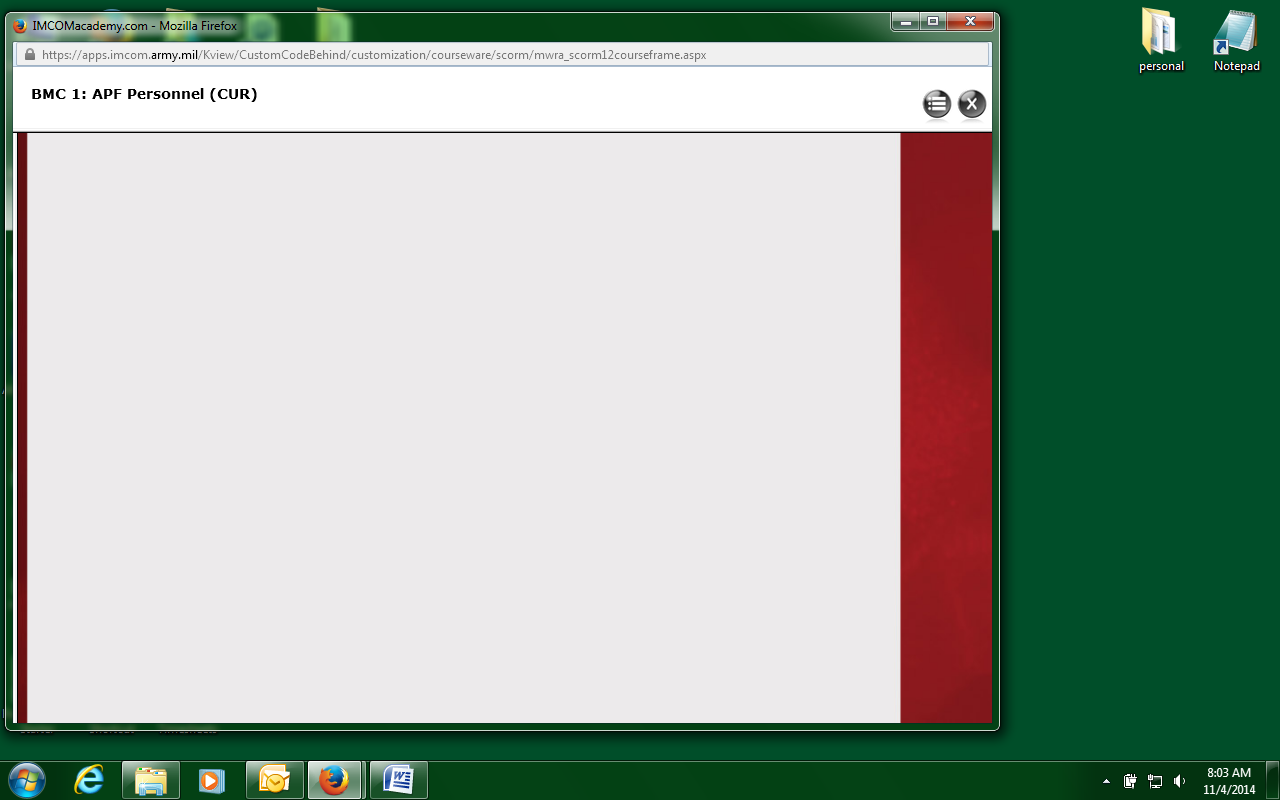 IMCOMacademy.com - Mozilla Firefox
https://apps.imcom.army.mil/Kview/CustomCodeBehind/customization/courseware/scorm/mwra_scorm12courseframe.aspx
BMC 1: APF Personnel (CUR)
personal
Notepad
8:03 AM
11/4/2014